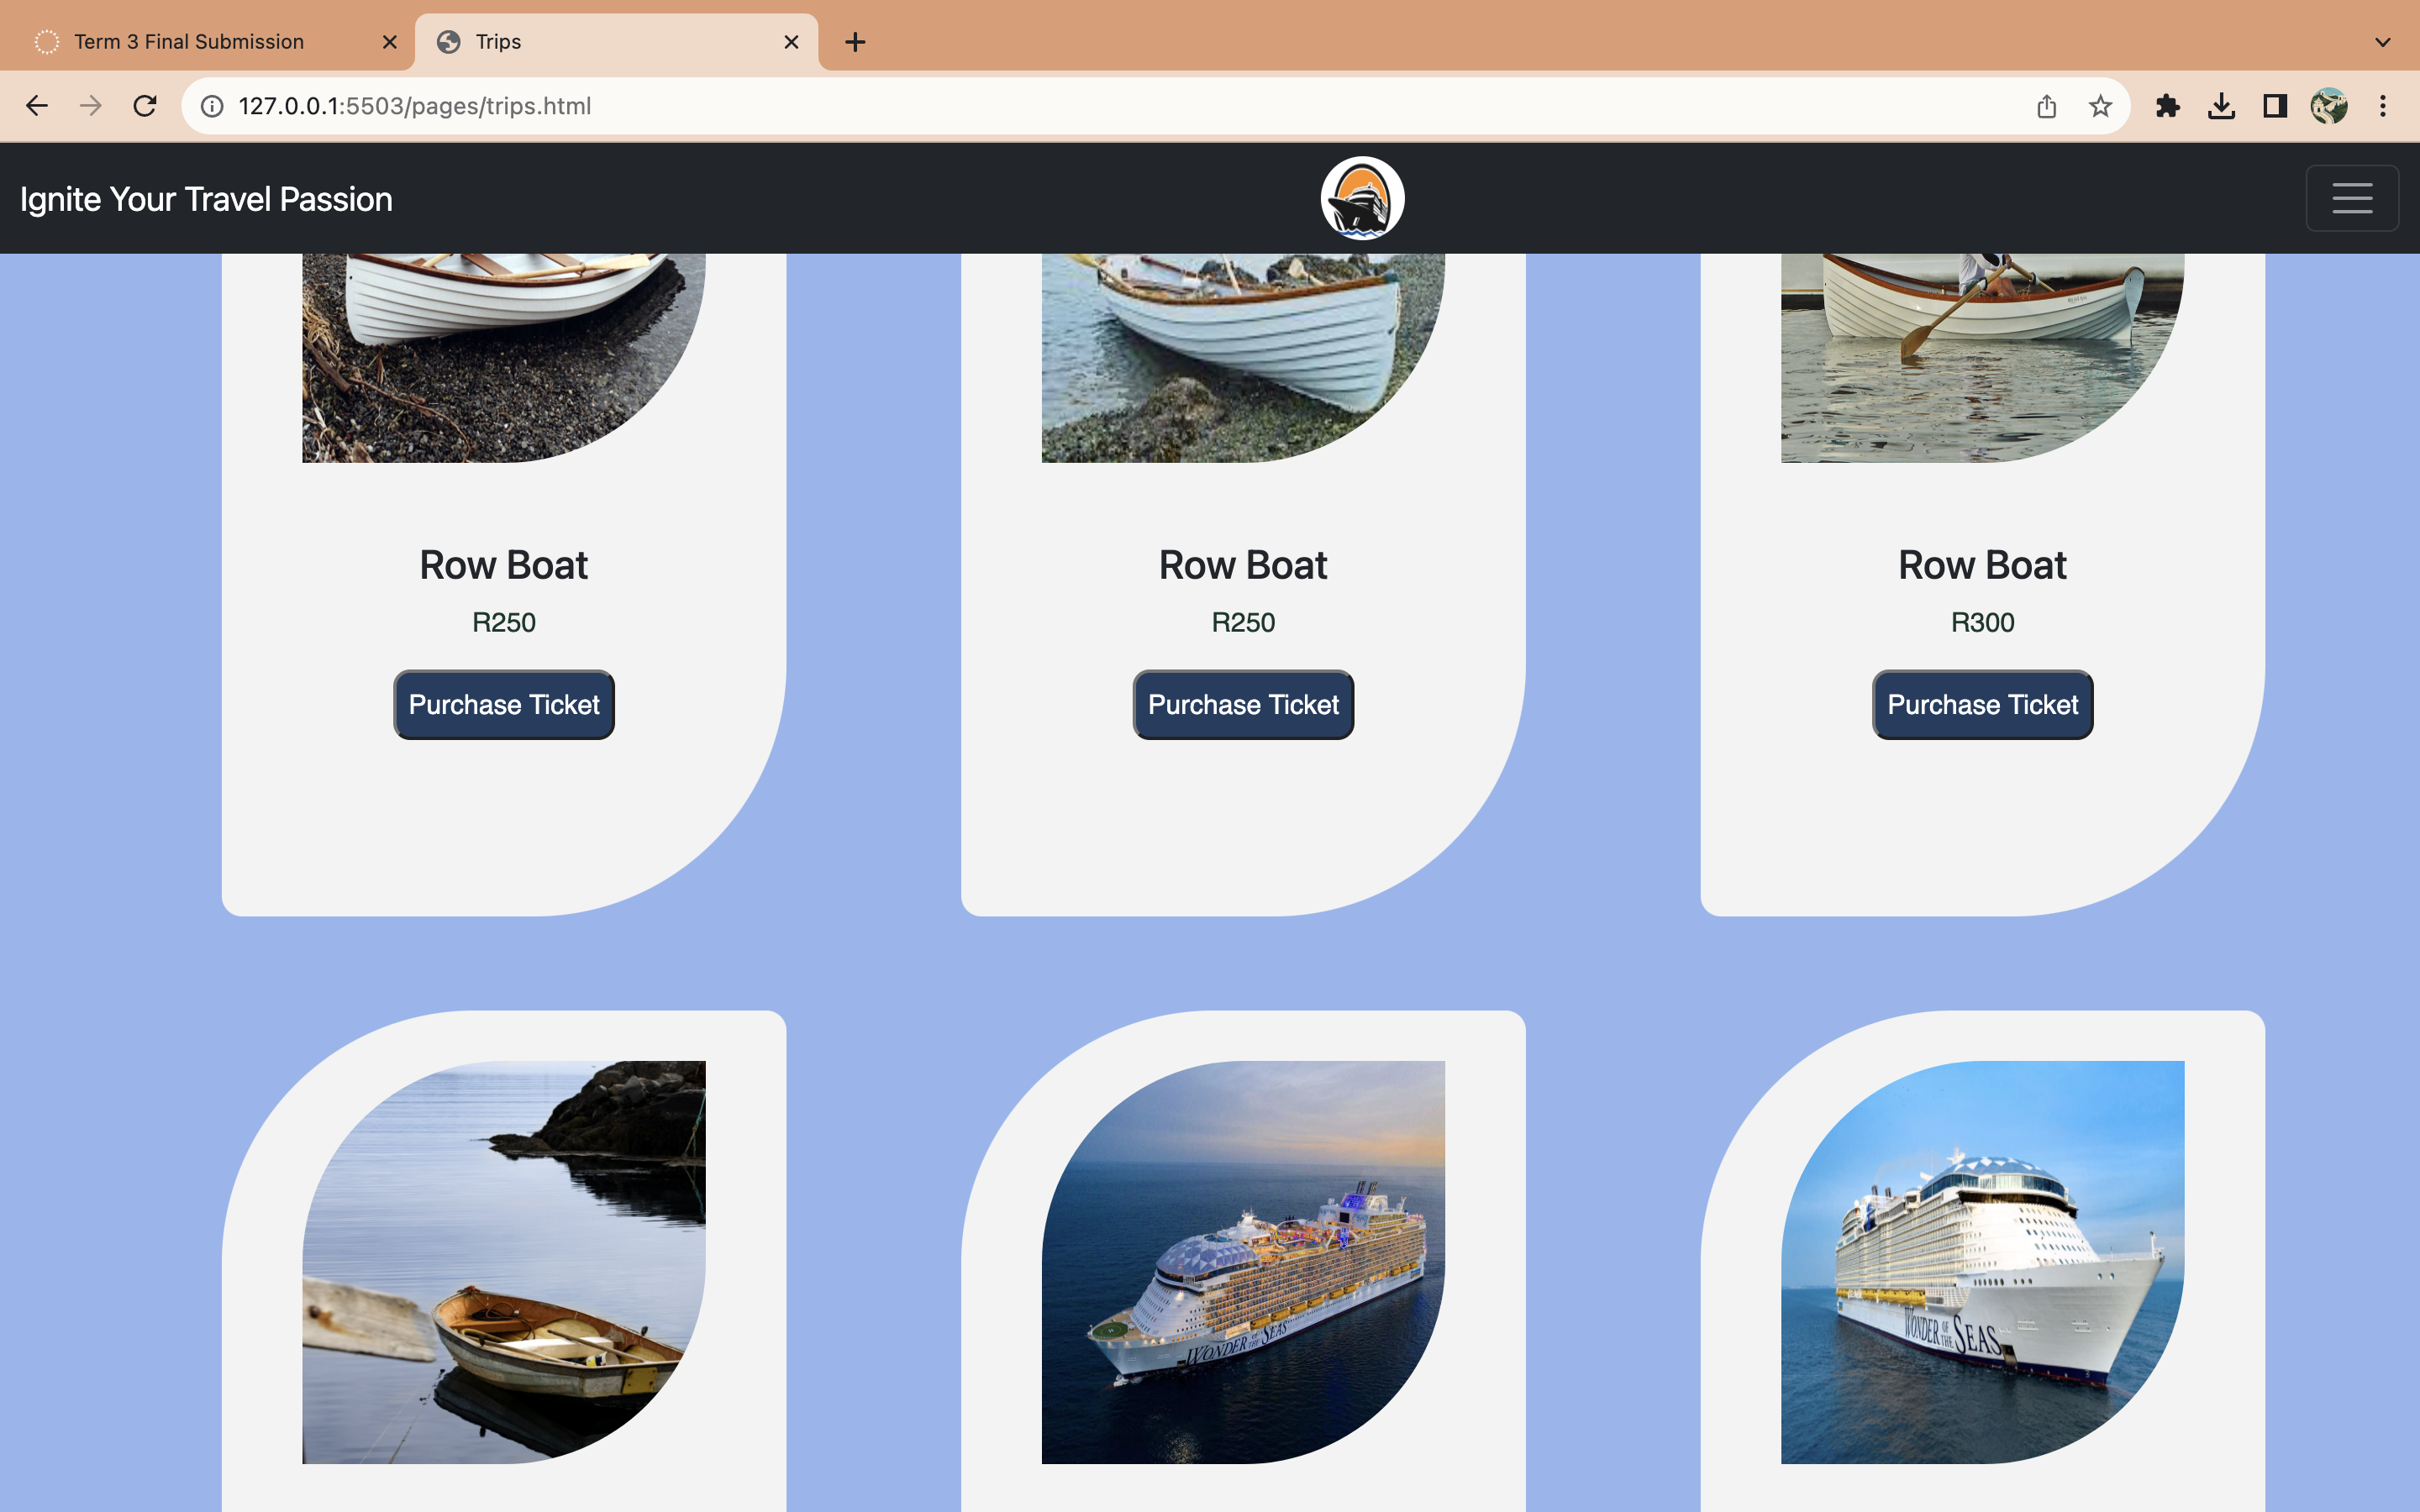 Term 3 Final Submission
Trips
127.0.0.1:5503/pages/trips.html
Ignite Your Travel Passion
Row Boat
R250
Purchase Ticket
Row Boat
R250
Purchase Ticket
Row Boat
R300
Purchase Ticket
WONDER OF THE SEAS
WONDER OF THE SEAS